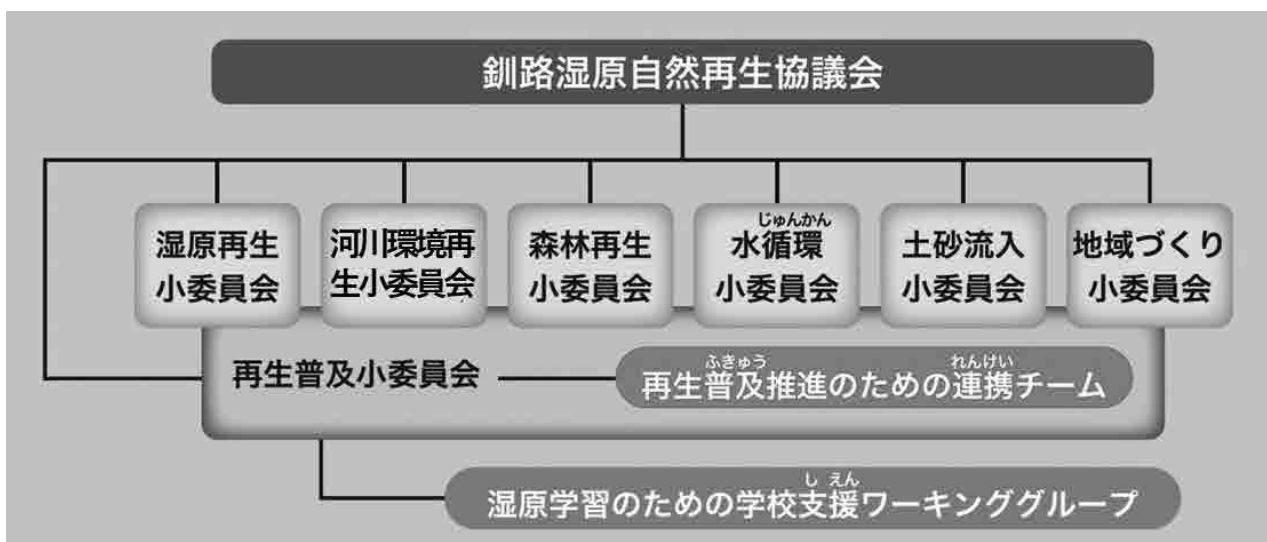 釧路湿原自然再生協議会
湿原再生
小委員会
河川環境再
生小委員会
森林再生
小委員会
じゅんかん
水循環
小委員会
土砂流入
小委員会
地域づくり
小委員会
再生普及小委員会
ふきゅう
れんけい
再生普及推進のための連携チーム
しえん
湿原学習のための学校支援ワーキンググループ